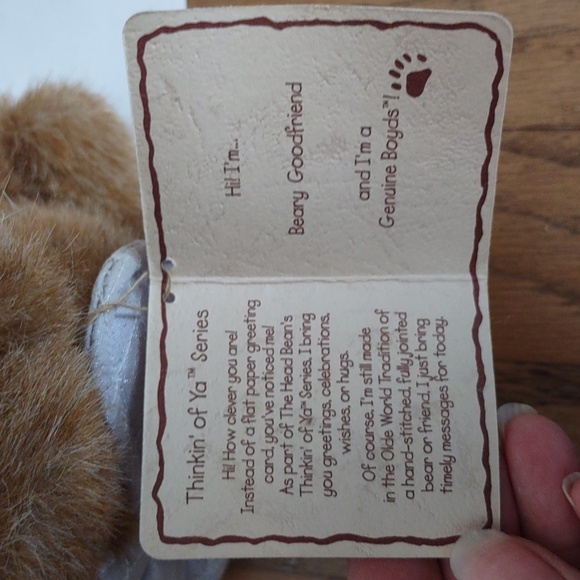 Hi! I'm...
Beary Goodfriend
and I'm a
Genuine Boyds™!
Thinkin' of Ya™ Series
Hi! How clever you are!
Instead of a flat paper greeting
card, you've noticed me!
As part of The Head Bean's
Thinkin' of Ya™ Series, I bring
you greetings, celebrations,
wishes, or hugs.
Of course, I'm still made
in the Olde World Tradition of
a hand-stitched, fully jointed
bear or friend. I just bring
timely messages for today.